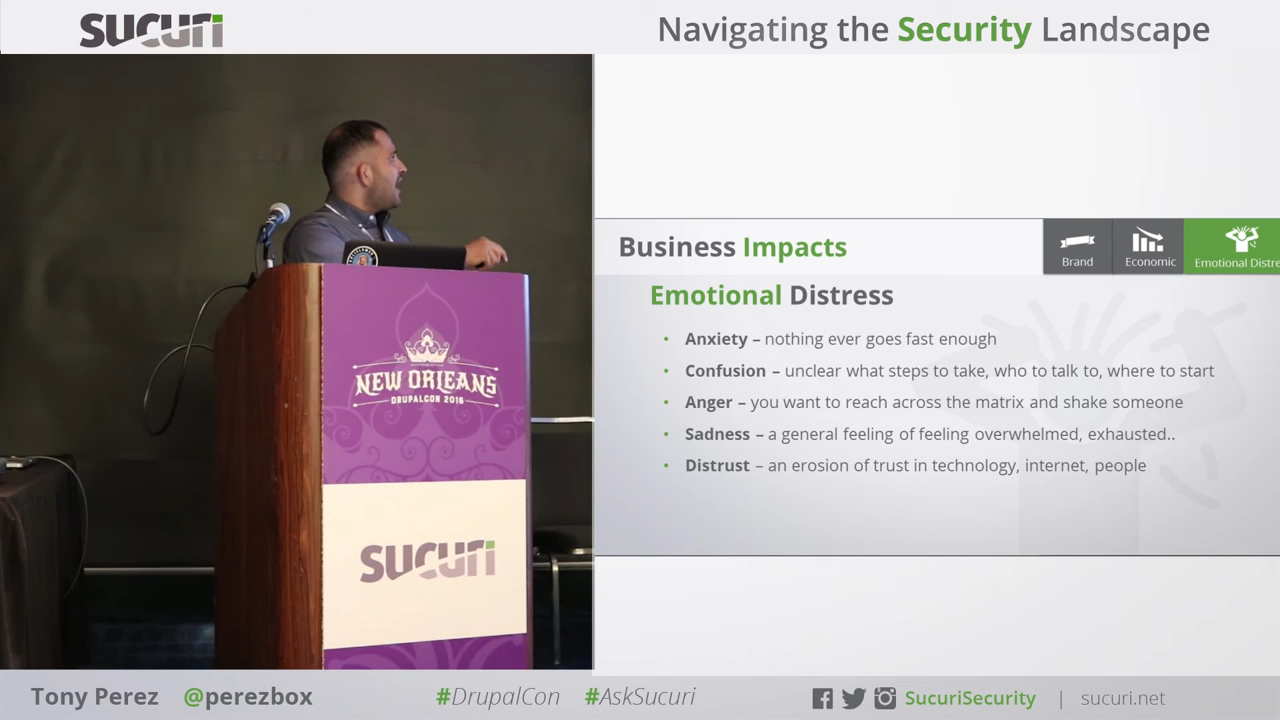 sucuri
Navigating the Security Landscape
NEW ORLEANS
DRUPALCON 2016
sucuri
Business Impacts
Brand
Economic
Emotional Distre
Emotional Distress
• Anxiety – nothing ever goes fast enough
• Confusion – unclear what steps to take, who to talk to, where to start
• Anger – you want to reach across the matrix and shake someone
• Sadness – a general feeling of feeling overwhelmed, exhausted..
• Distrust – an erosion of trust in technology, internet, people
Tony Perez @perezbox #DrupalCon #AskSucuri SucuriSecurity | sucuri.net